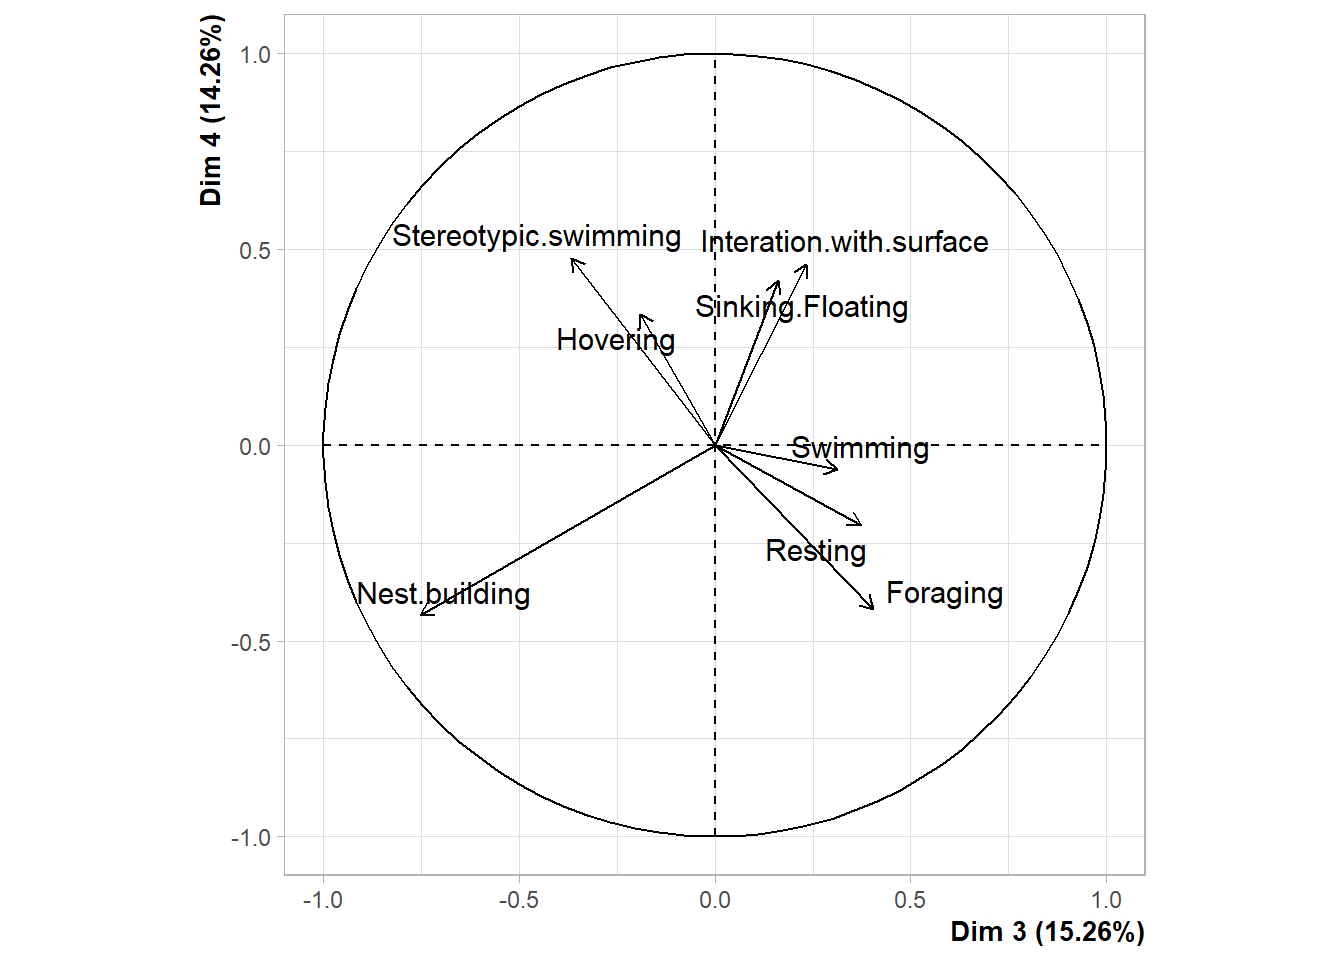 Dim 4 (14.26%)
1.0
0.5
0.0
-0.5
-1.0
Stereotypic.swimming
Interation.with.surface
Sinking.Floating
Hovering
Swimming
Resting
Nest.building
Foraging
-1.0
-0.5
0.0
0.5
1.0
Dim 3 (15.26%)